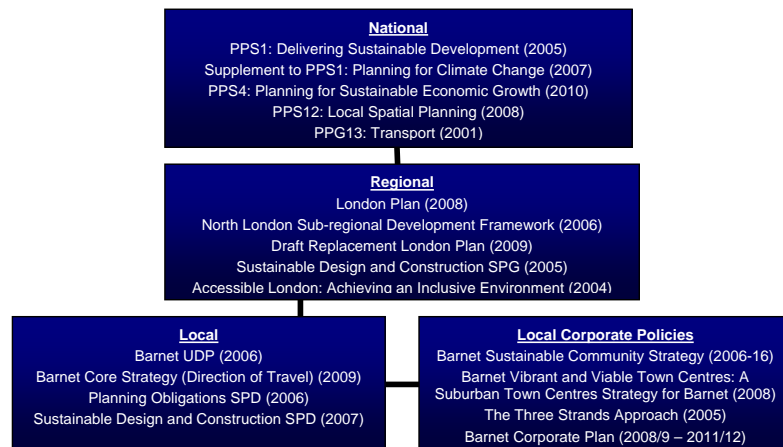 National
PPS1: Delivering Sustainable Development (2005)
Supplement to PPS1: Planning for Climate Change (2007)
PPS4: Planning for Sustainable Economic Growth (2010)
PPS12: Local Spatial Planning (2008)
PPG13: Transport (2001)
Regional
London Plan (2008)
North London Sub-regional Development Framework (2006)
Draft Replacement London Plan (2009)
Sustainable Design and Construction SPG (2005)
Accessible London: Achieving an Inclusive Environment (2004)
Local
Barnet UDP (2006)
Barnet Core Strategy (Direction of Travel) (2009)
Planning Obligations SPD (2006)
Sustainable Design and Construction SPD (2007)
Local Corporate Policies
Barnet Sustainable Community Strategy (2006-16)
Barnet Vibrant and Viable Town Centres: A
Suburban Town Centres Strategy for Barnet (2008)
The Three Strands Approach (2005)
Barnet Corporate Plan (2008/9 – 2011/12)